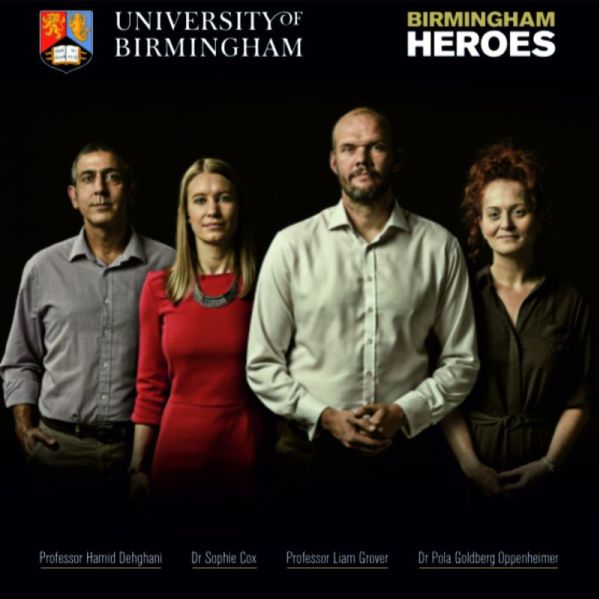 UNIVERSITY OF
BIRMINGHAM
BIRMINGHAM
HEROES
Professor Hamid Dehghani
Dr Sophie Cox
Professor Liam Grover
Dr Pola Goldberg Oppenheimer